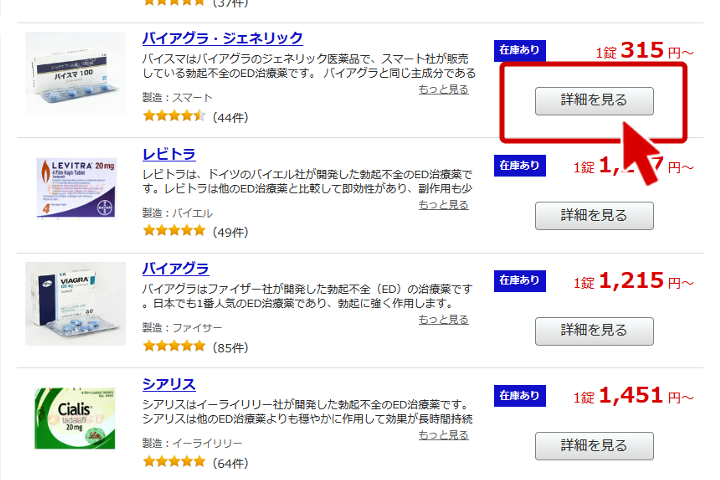 (37件)
バイアグラ・ジェネリック
在庫あり
1錠 315 円～
バイスマはバイアグラのジェネリック医薬品で、スマート社が販売
している勃起不全のED治療薬です。 バイアグラと同じ主成分である
もっと見る
詳細を見る
製造：スマート
(44件)
バイスマ 100
レビトラ
在庫あり
1錠
円～
レビトラは、ドイツのバイエル社が開発した勃起不全のED治療薬で
す。レビトラは他のED治療薬と比較して即効性があり、副作用も少
もっと見る
詳細を見る
製造：バイエル
(49件)
LEVITRA 20mg
4 Film-Coated Tablet
4
バイアグラ
在庫あり
1錠 1,215 円～
バイアグラはファイザー社が開発した勃起不全（ED）の治療薬です
。日本でも1番人気のED治療薬であり、勃起に強く作用します。
もっと見る
詳細を見る
製造：ファイザー
(85件)
VIAGRA
シアリス
在庫あり
1錠 1,451 円～
シアリスはイーライリリー社が開発した勃起不全のED治療薬です。
シアリスは他のED治療薬よりも穏やかに作用して効果が長時間持続
もっと見る
詳細を見る
製造：イーライリリー
(64件)
Cialis
tadalafil
20 mg
Lilly